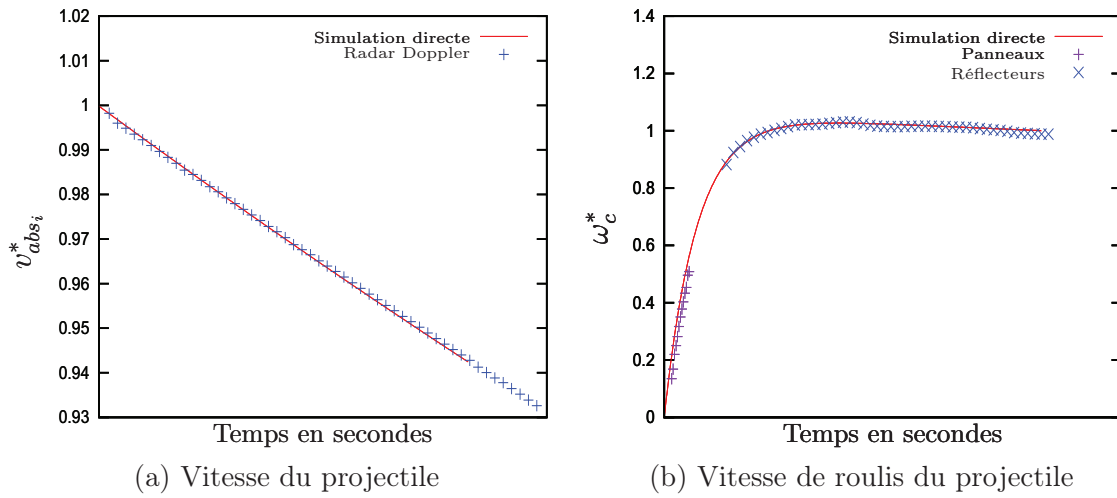 1.02
1.01
1
0.99
0.98
0.97
0.96
0.95
0.94
0.93
v*absi
Simulation directe
Radar Doppler
Temps en secondes
(a) Vitesse du projectile
1.4
1.2
1
0.8
0.6
0.4
0.2
0
ω*c
Simulation directe
Panneaux
Réflecteurs
Temps en secondes
(b) Vitesse de roulis du projectile